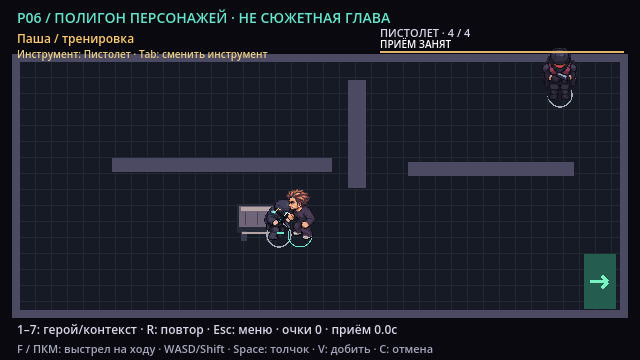 P06 / ПОЛИГОН ПЕРСОНАЖЕЙ · НЕ СЮЖЕТНАЯ ГЛАВА
Паша / тренировка
Инструмент: Пистолет · Tab: сменить инструмент
ПИСТОЛЕТ · 4 / 4
ПРИЁМ ЗАНЯТ
1–7: герой/контекст · R: повтор · Esc: меню · очки 0 · приём 0.0с
F / ПКМ: выстрел на ходу · WASD/Shift · Space: толчок · V: добить · C: отмена